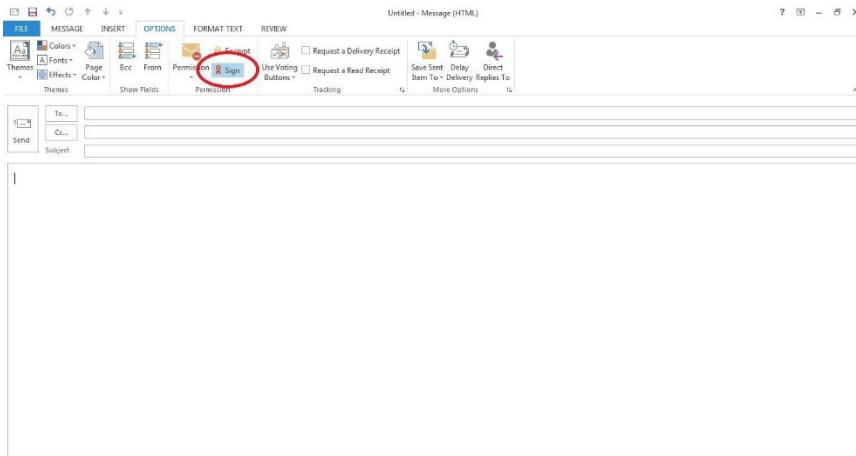 Untitled - Message (HTML)
FILE MESSAGE INSERT OPTIONS FORMAT TEXT REVIEW
Themes
Colors
Fonts
Effects
Page Color
Themes
Bcc From
Show Fields
Permission
Encrypt
Sign
Permission
Use Voting Buttons
Request a Delivery Receipt
Request a Read Receipt
Tracking
Save Sent Item To
Delay Delivery
Direct Replies To
More Options
Send
To...
Cc...
Subject